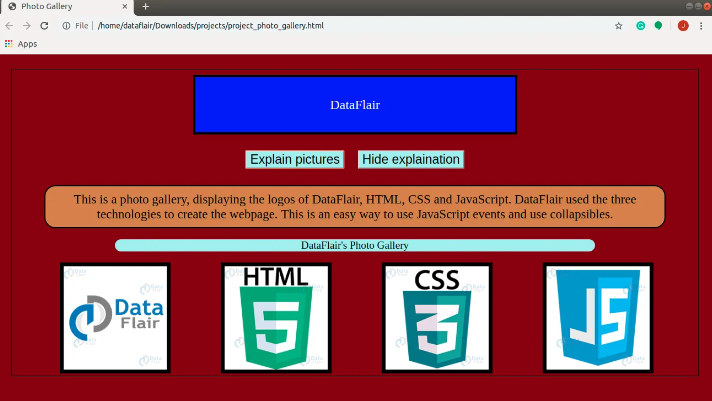 Photo Gallery
File
/home/dataflair/Downloads/projects/project_photo_gallery.html
J
Apps
DataFlair
Explain pictures
Hide explaination
This is a photo gallery, displaying the logos of DataFlair, HTML, CSS and JavaScript. DataFlair used the three
technologies to create the webpage. This is an easy way to use JavaScript events and use collapsibles.
DataFlair's Photo Gallery
Data
Flair
HTML
5
CSS
3
JS